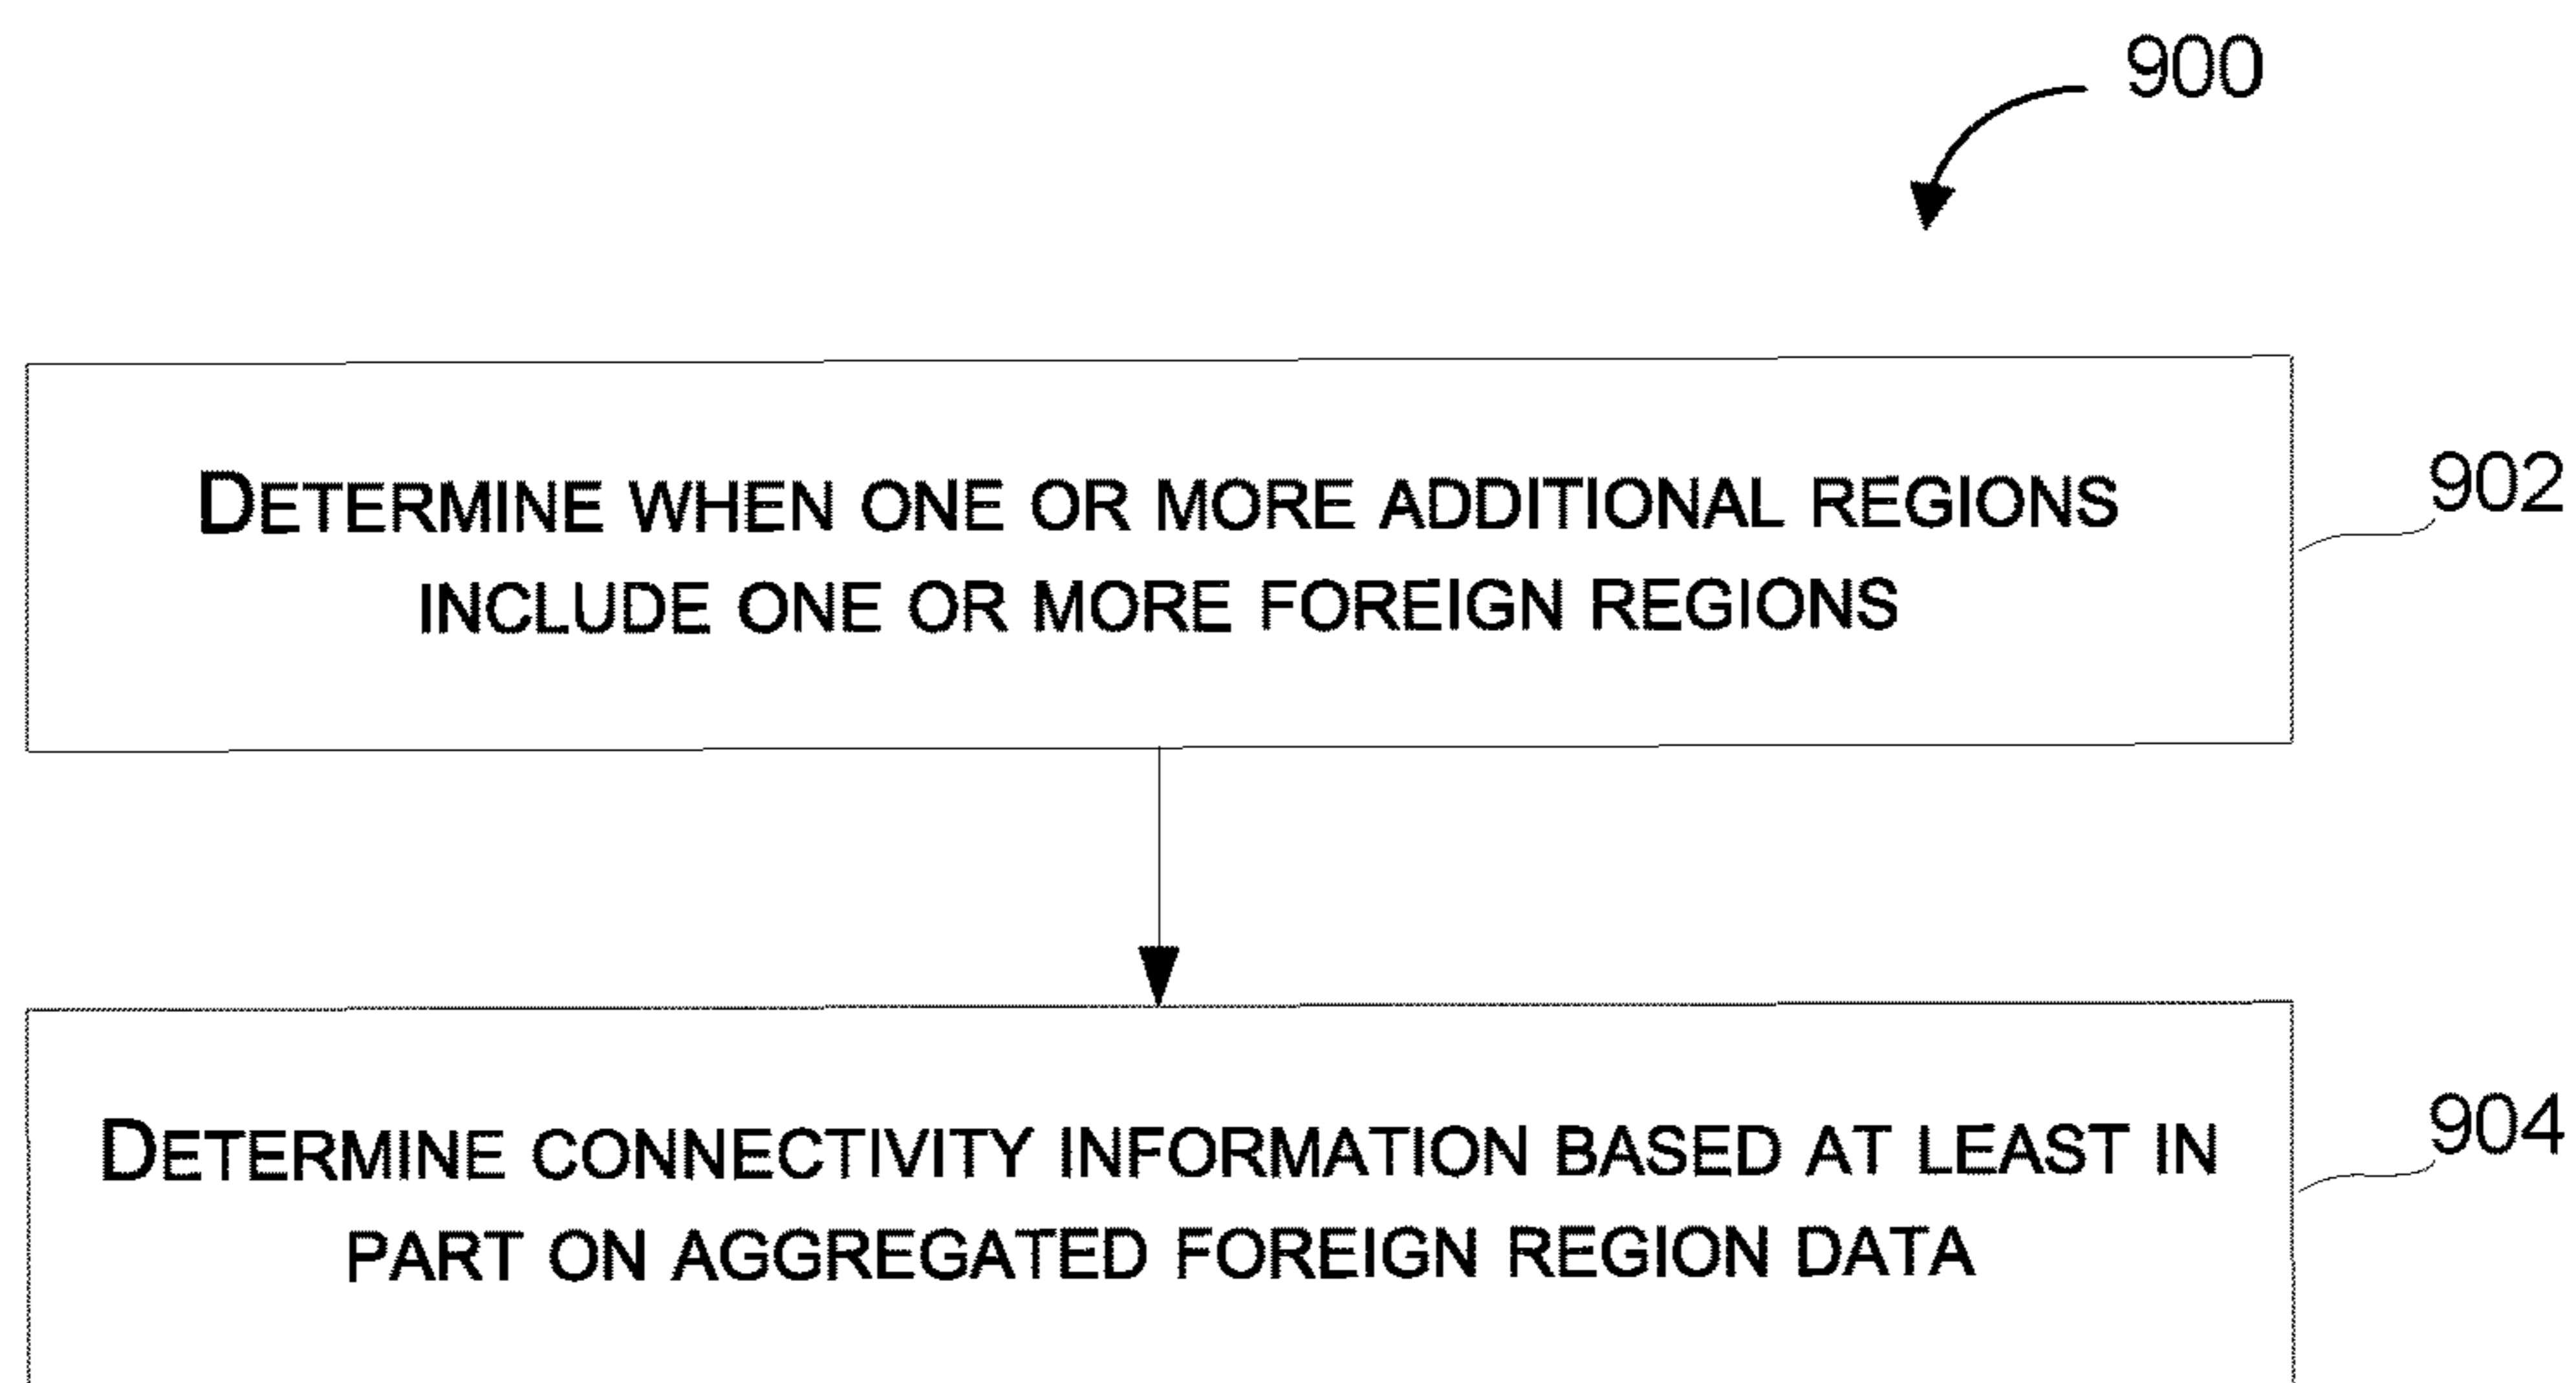 900
DETERMINE WHEN ONE OR MORE ADDITIONAL REGIONS
INCLUDE ONE OR MORE FOREIGN REGIONS
902
DETERMINE CONNECTIVITY INFORMATION BASED AT LEAST IN
PART ON AGGREGATED FOREIGN REGION DATA
904